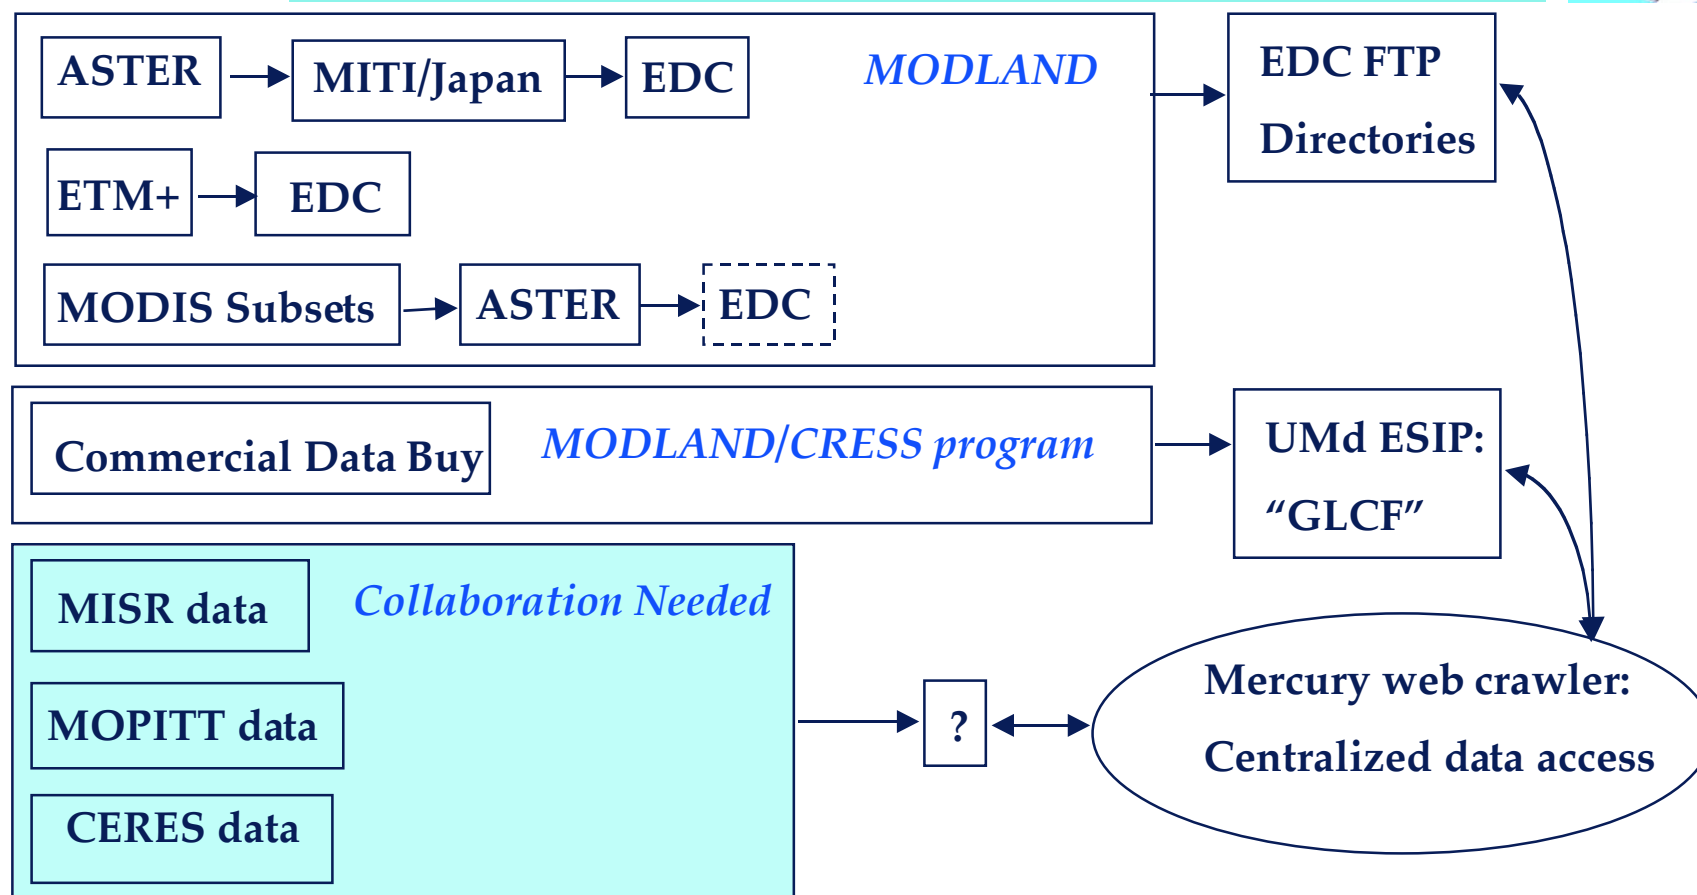 ASTER
MITI/Japan
EDC
MODLAND
EDC FTP
Directories
ETM+
EDC
MODIS Subsets
ASTER
EDC
Commercial Data Buy
MODLAND/CRESS program
UMd ESIP:
“GLCF”
MISR data
Collaboration Needed
MOPITT data
?
Mercury web crawler:
Centralized data access
CERES data